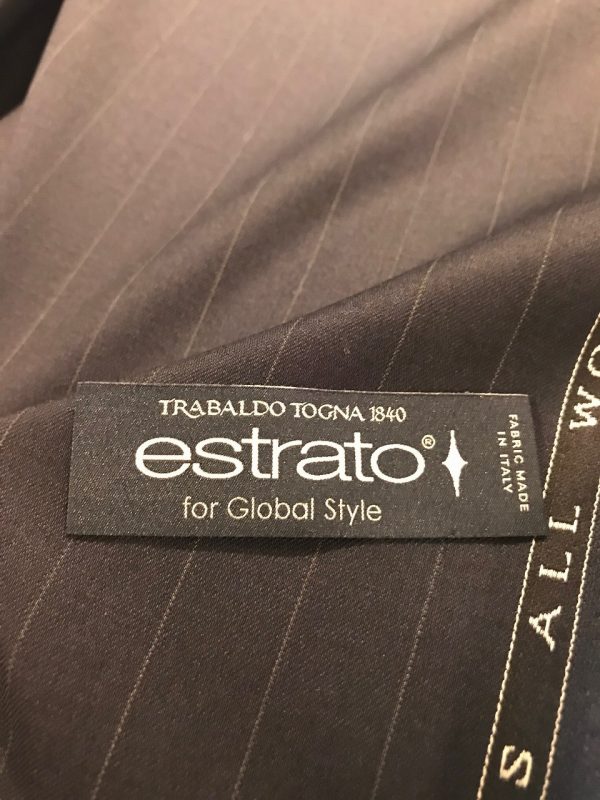 TRABALDO TOGNA 1840
estrato®
for Global Style
FABRIC MADE
IN ITALY
S ALL